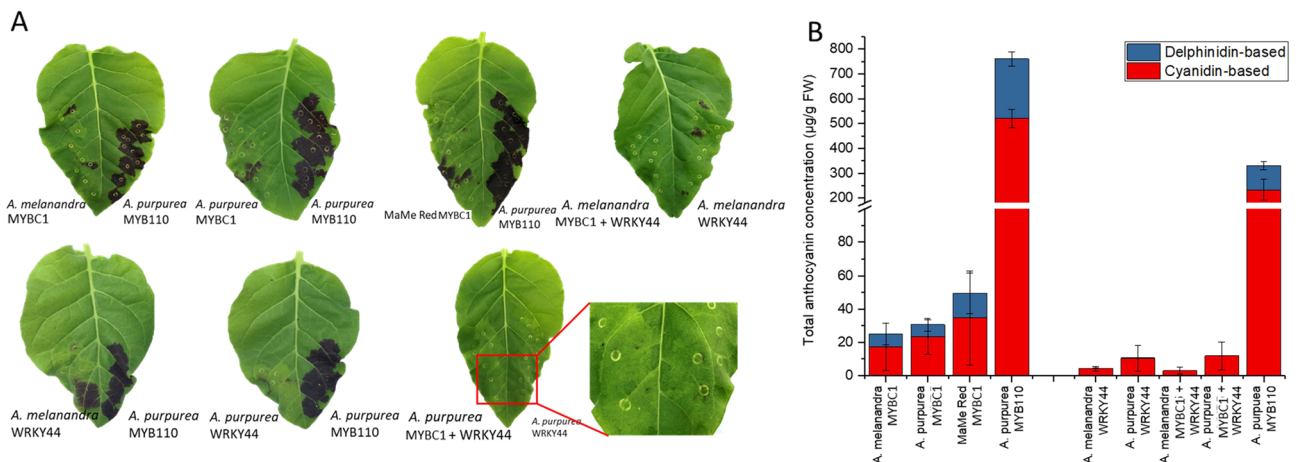 A
A. melanandra
MYBC1
A. purpurea
MYB110
A. purpurea
MYBC1
A. purpurea
MYB110
MaMe Red MYBC1
A. purpurea
MYB110
A. melanandra
MYBC1 + WRKY44
A. melanandra
WRKY44
A. melanandra
WRKY44
A. purpurea
MYB110
A. purpurea
WRKY44
A. purpurea
MYB110
A. purpurea
MYBC1 + WRKY44
A. purpurea
WRKY44
B
Total anthocyanin concentration (µg/g FW)
800
700
600
500
400
300
200
80
60
40
20
0
Delphinidin-based
Cyanidin-based
A. melanandra
MYBC1
A. purpurea
MYBC1
MaMe Red
MYBC1
A. purpurea
MYB110
A. melanandra
WRKY44
A. purpurea
WRKY44
A. melanandra
MYBC1 +
WRKY44
A. purpurea
MYBC1 +
WRKY44
A. purpuea
MYB110